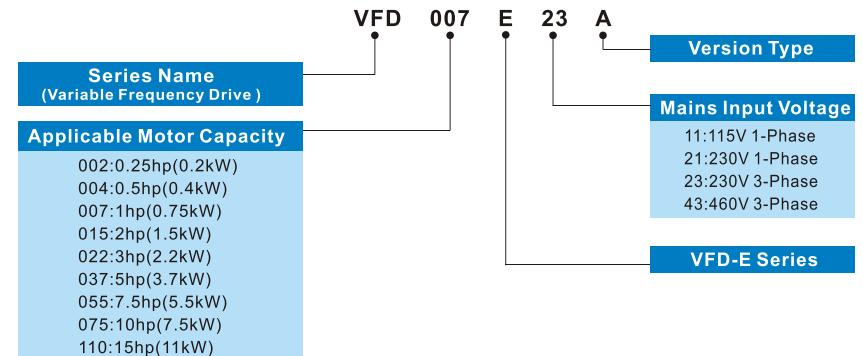 VFD 007 E 23 A
Series Name
(Variable Frequency Drive )
Applicable Motor Capacity
002:0.25hp(0.2kW)
004:0.5hp(0.4kW)
007:1hp(0.75kW)
015:2hp(1.5kW)
022:3hp(2.2kW)
037:5hp(3.7kW)
055:7.5hp(5.5kW)
075:10hp(7.5kW)
110:15hp(11kW)
Version Type
Mains Input Voltage
11:115V 1-Phase
21:230V 1-Phase
23:230V 3-Phase
43:460V 3-Phase
VFD-E Series